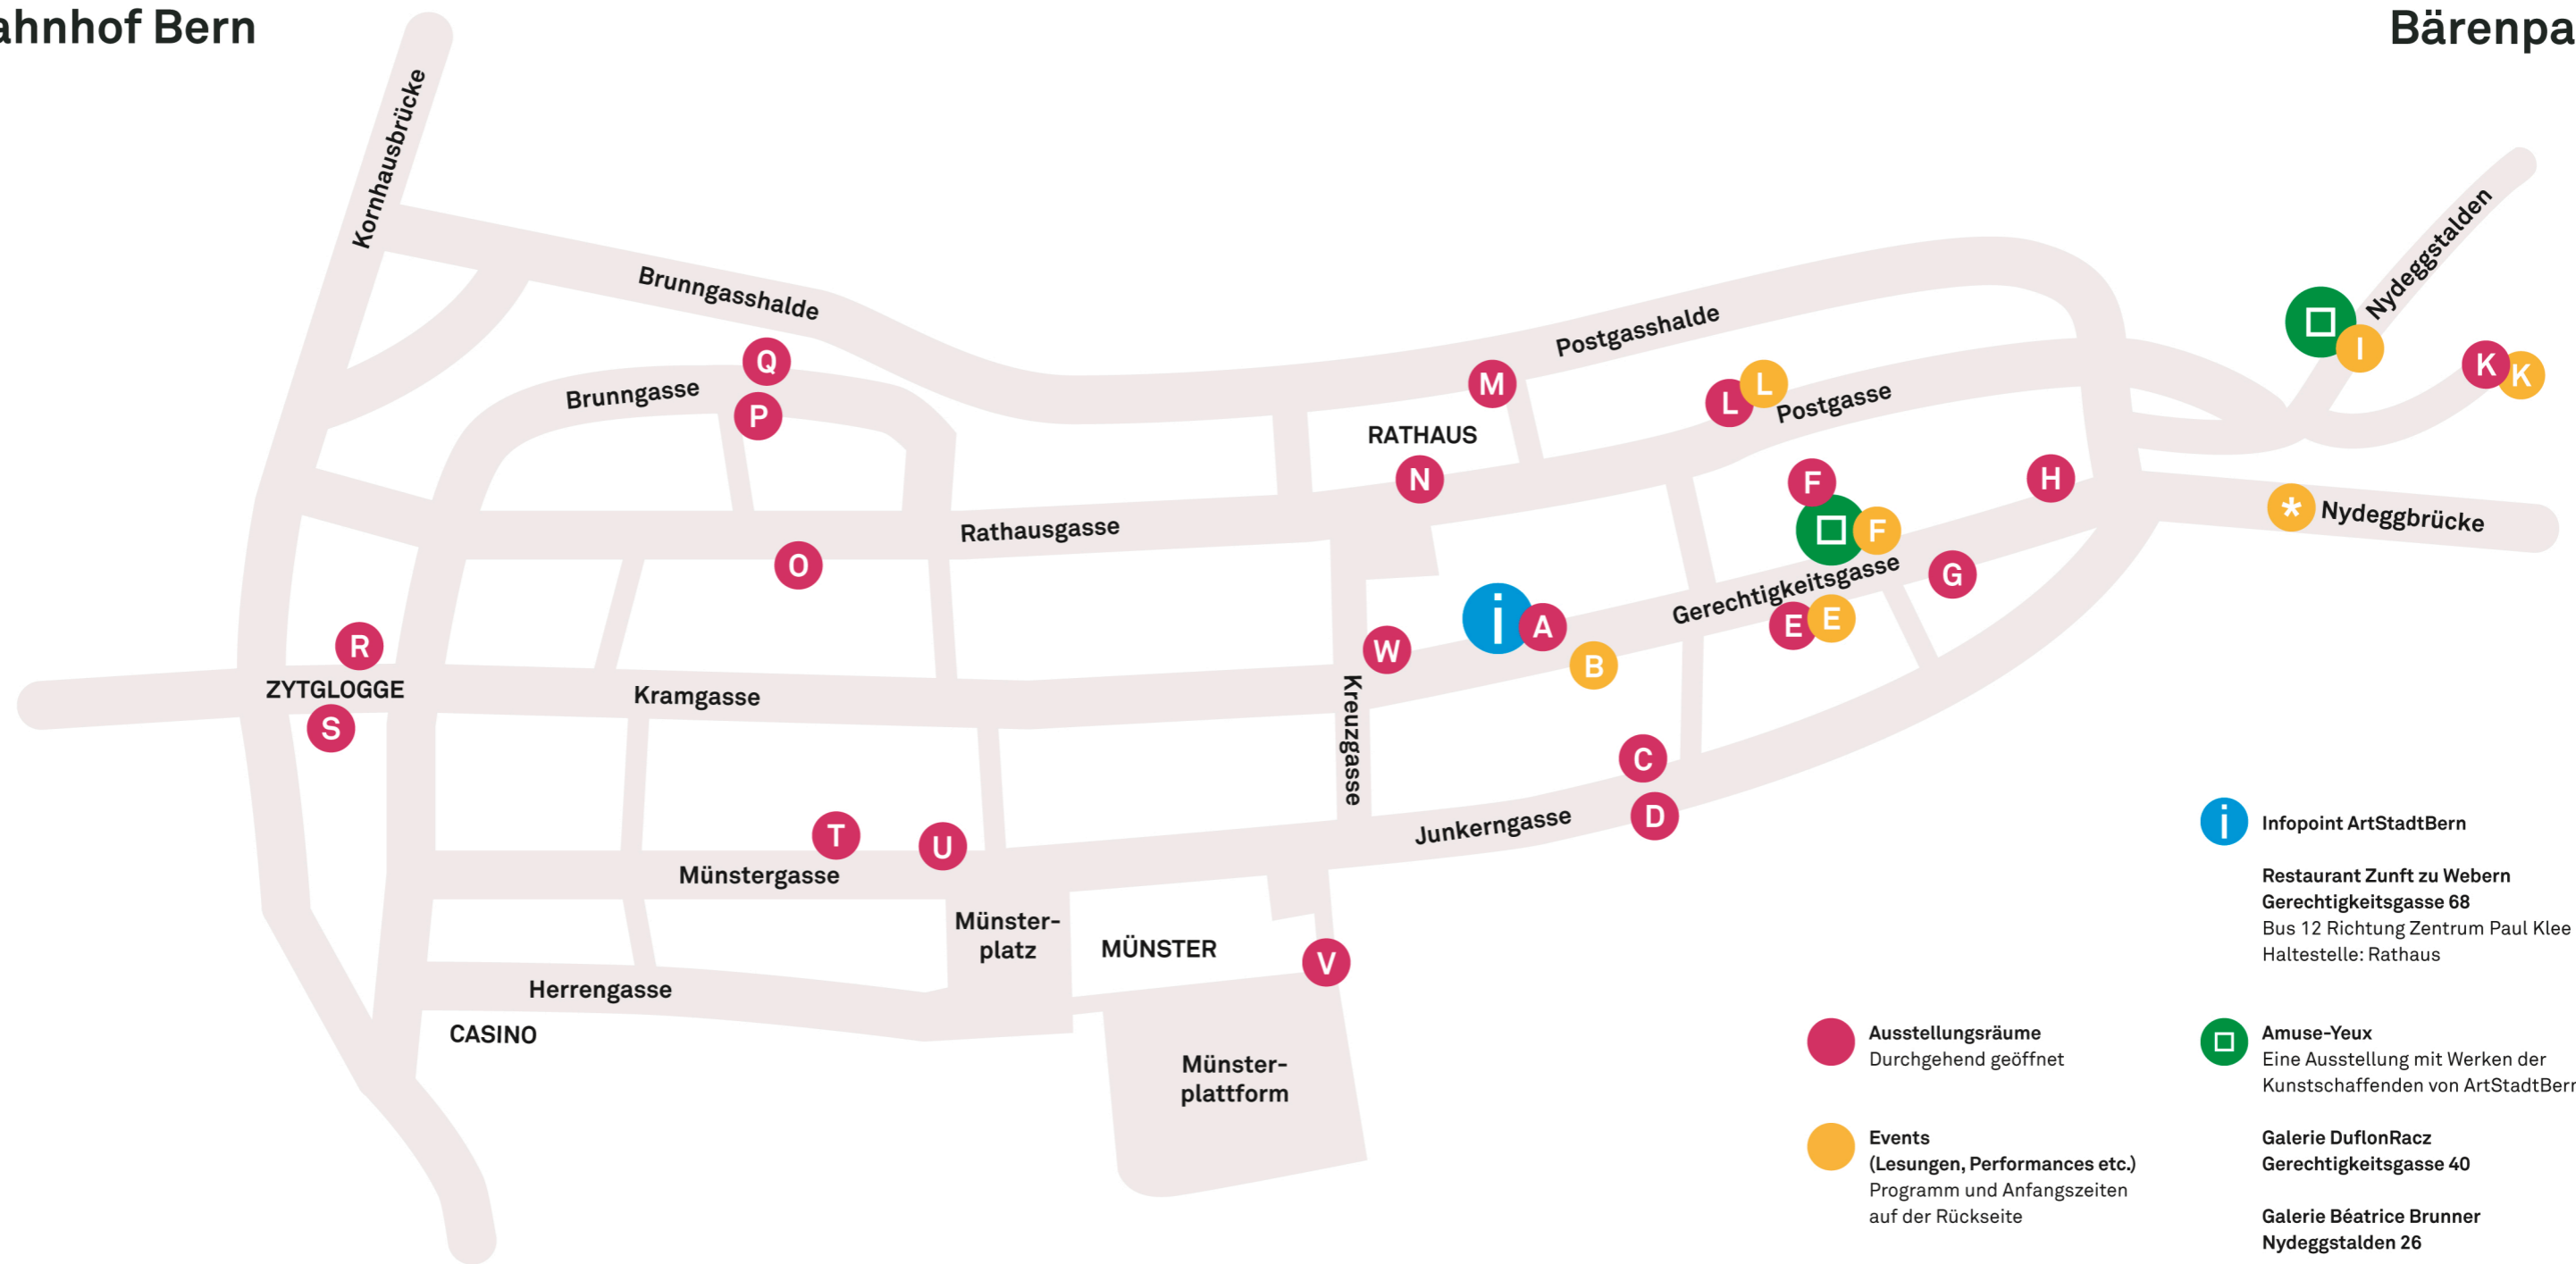 ahnhof Bern
Bärenpa
Kornhausbrücke
Nydeggstalden
Brunngasshalde
Postgasshalde
I
Q
K
K
Brunngasse
P
M
L
L
Postgasse
RATHAUS
N
F
H
Rathausgasse
F
*
Nydeggbrücke
O
G
Gerechtigkeitsgasse
i
A
E
E
R
W
B
ZYTGLOGGE
Kramgasse
Kreuzgasse
S
C
D
T
U
Junkerngasse
Münstergasse
Münster-
platz
MÜNSTER
V
Herrengasse
CASINO
Münster-
plattform
i
Infopoint ArtStadtBern
Restaurant Zunft zu Webern
Gerechtigkeitsgasse 68
Bus 12 Richtung Zentrum Paul Klee
Haltestelle: Rathaus
Ausstellungsräume
Durchgehend geöffnet
Events
(Lesungen, Performances etc.)
Programm und Anfangszeiten
auf der Rückseite
Amuse-Yeux
Eine Ausstellung mit Werken der
Kunstschaffenden von ArtStadtBern
Galerie DuflonRacz
Gerechtigkeitsgasse 40
Galerie Béatrice Brunner
Nydeggstalden 26